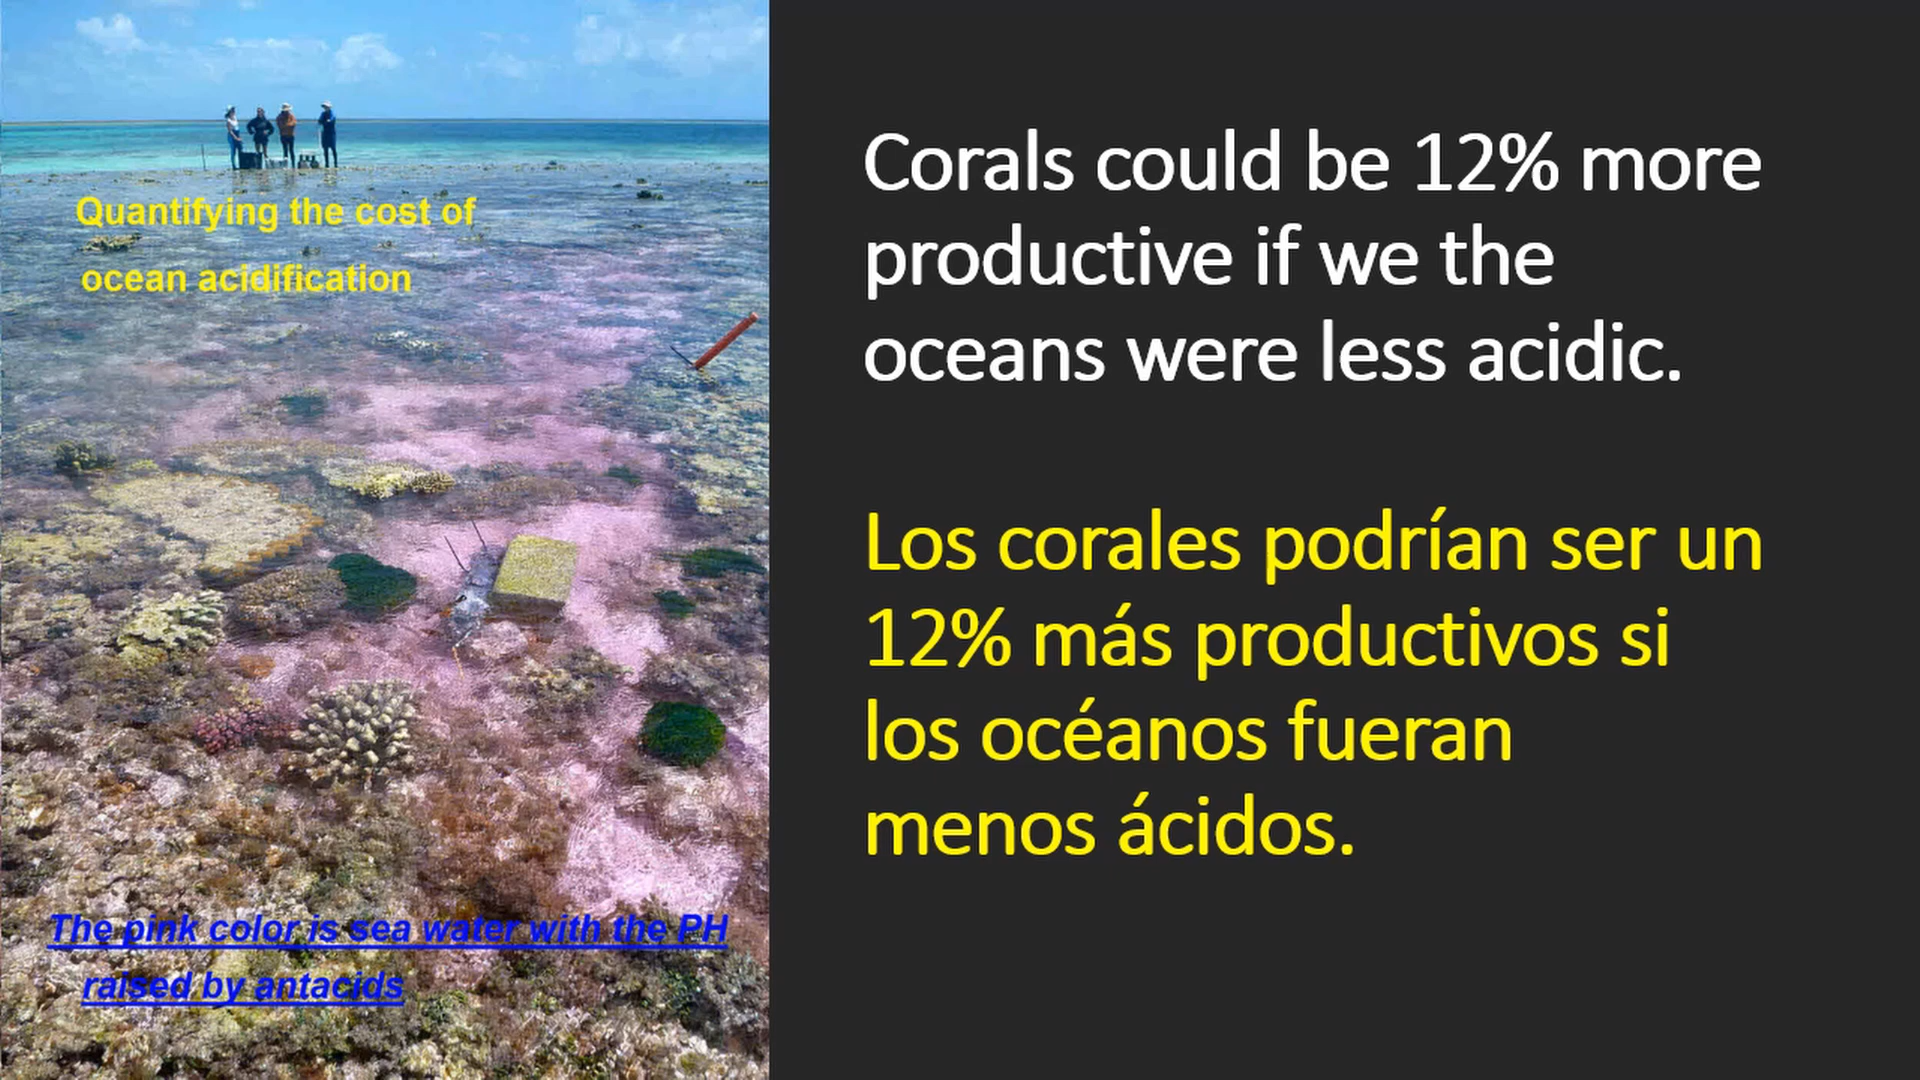 Quantifying the cost of
ocean acidification
The pink color is sea water with the PH
raised by antacids
Corals could be 12% more
productive if we the
oceans were less acidic.
Los corales podrían ser un
12% más productivos si
los océanos fueran
menos ácidos.